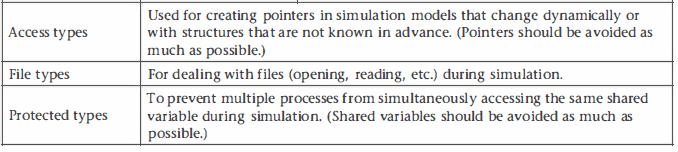 Access types
Used for creating pointers in simulation models that change dynamically or
with structures that are not known in advance. (Pointers should be avoided as
much as possible.)
File types
For dealing with files (opening, reading, etc.) during simulation.
Protected types
To prevent multiple processes from simultaneously accessing the same shared
variable during simulation. (Shared variables should be avoided as much as
possible.)